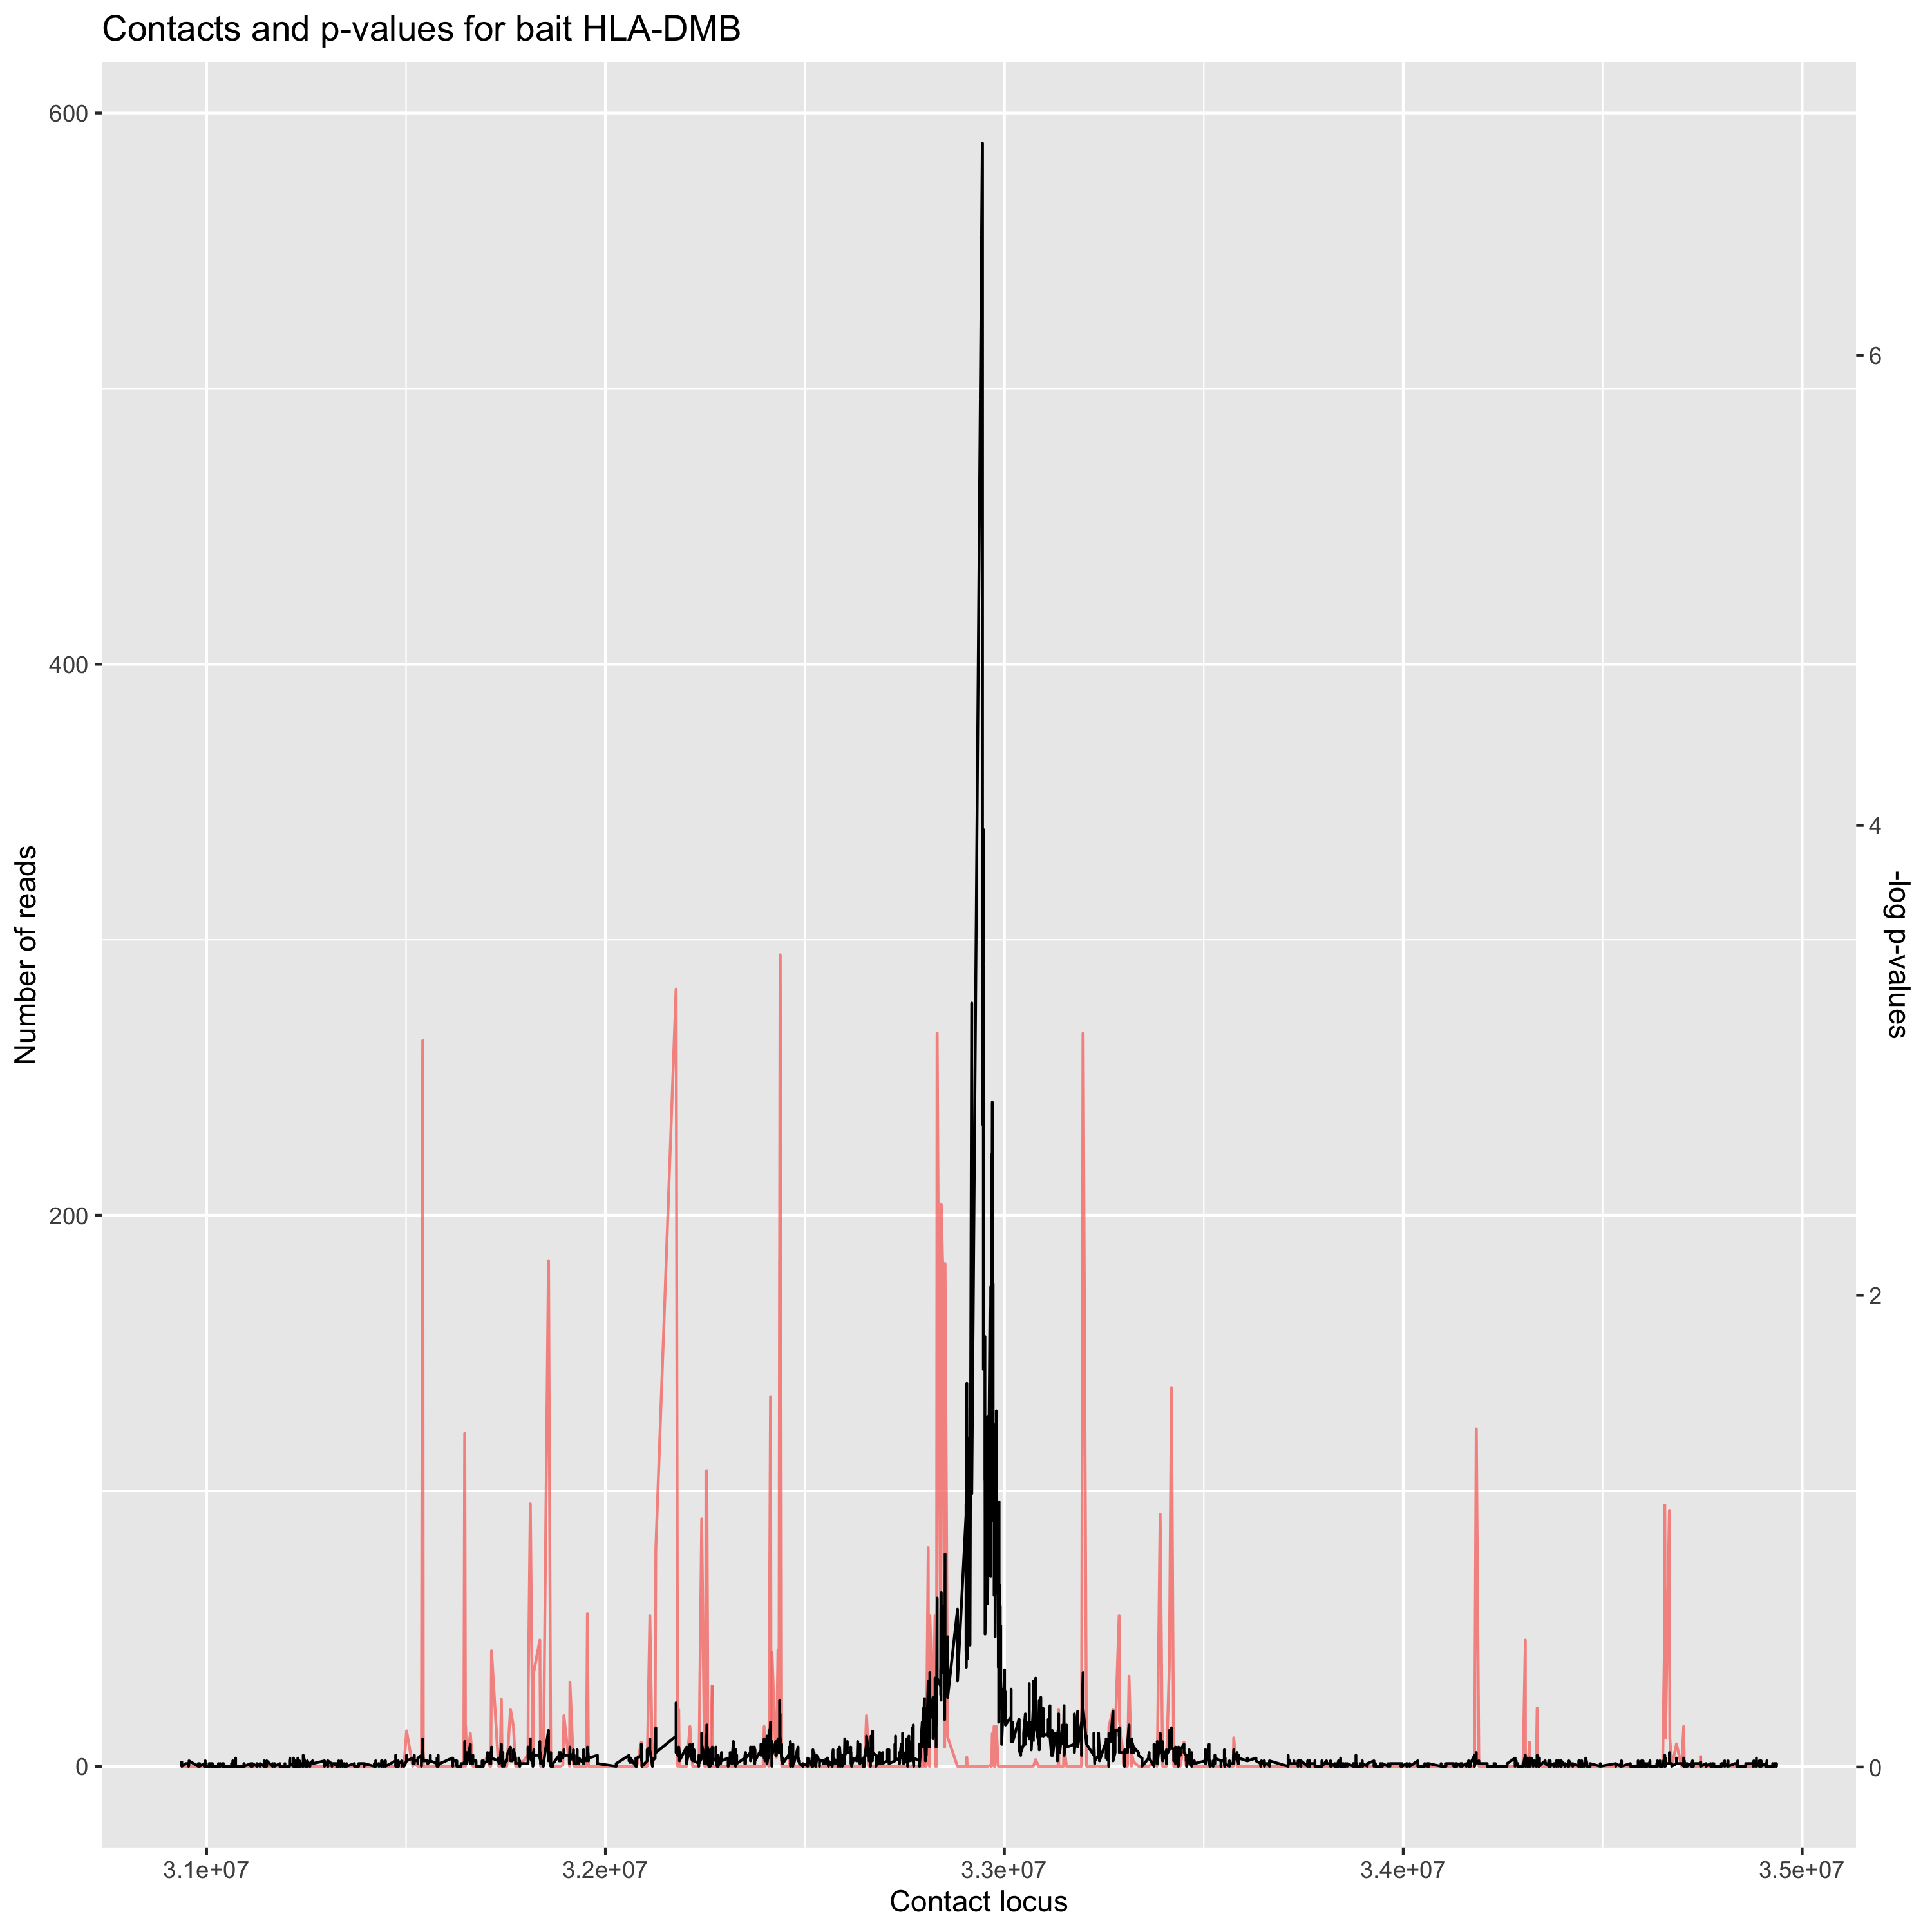 Contacts and p-values for bait HLA-DMB
600
400
200
0
Number of reads
6
4
2
0
-log p-values
3.1e+07
3.2e+07
3.3e+07
3.4e+07
3.5e+07
Contact locus